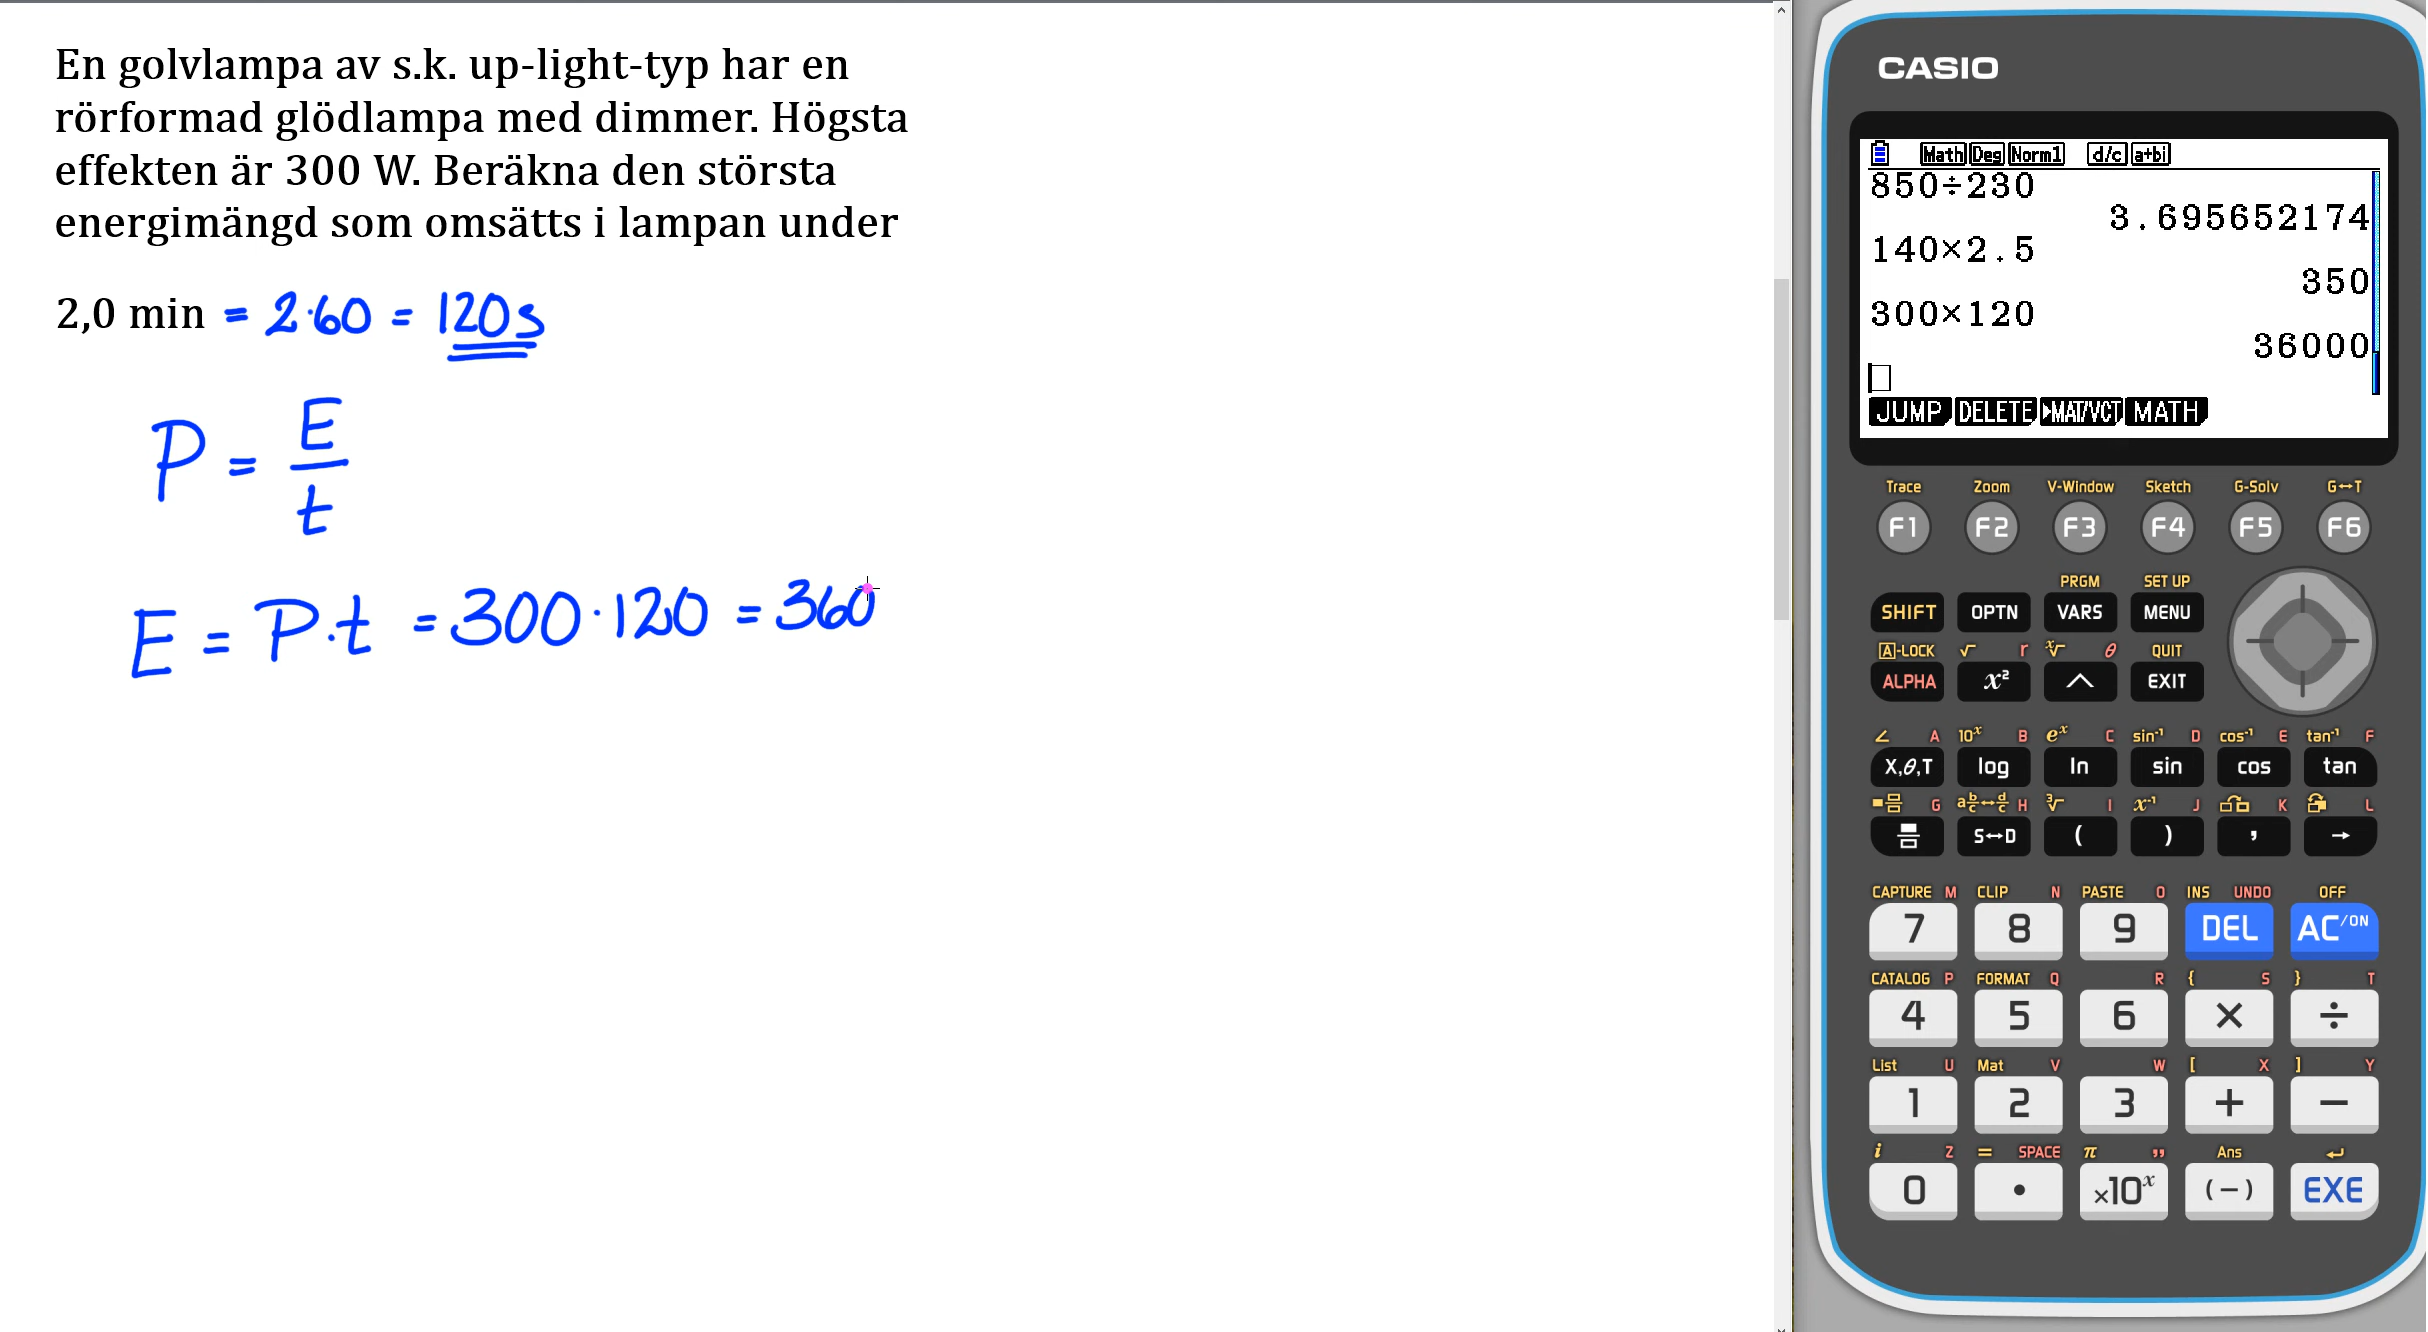 En golvlampa av s.k. up-light-typ har en
rörformad glödlampa med dimmer. Högsta
effekten är 300 W. Beräkna den största
energimängd som omsätts i lampan under
2,0 min = 2·60 = 120s
P = E/t
E = P·t = 300·120 = 360
CASIO
Math Deg Norm1 d/c a+bi
850÷230
3.695652174
140×2.5
350
300×120
36000
JUMP DELETE ▶MAT/VCT MATH
Trace Zoom V-Window Sketch G-Solv G↔T
F1 F2 F3 F4 F5 F6
PRGM SET UP
SHIFT OPTN VARS MENU
A-LOCK √ r ˣ√ θ QUIT
ALPHA x² ^ EXIT
∠ A 10ˣ B eˣ C sin⁻¹ D cos⁻¹ E tan⁻¹ F
X,θ,T log ln sin cos tan
G a b/c↔d/c H ³√ I x⁻¹ J K L
S↔D ( ) , →
CAPTURE M CLIP N PASTE O INS UNDO OFF
7 8 9 DEL AC/ON
CATALOG P FORMAT Q R { S } T
4 5 6 × ÷
List U Mat V W [ X ] Y
1 2 3 + −
i Z = SPACE π " Ans ↵
0 • ×10ˣ (−) EXE